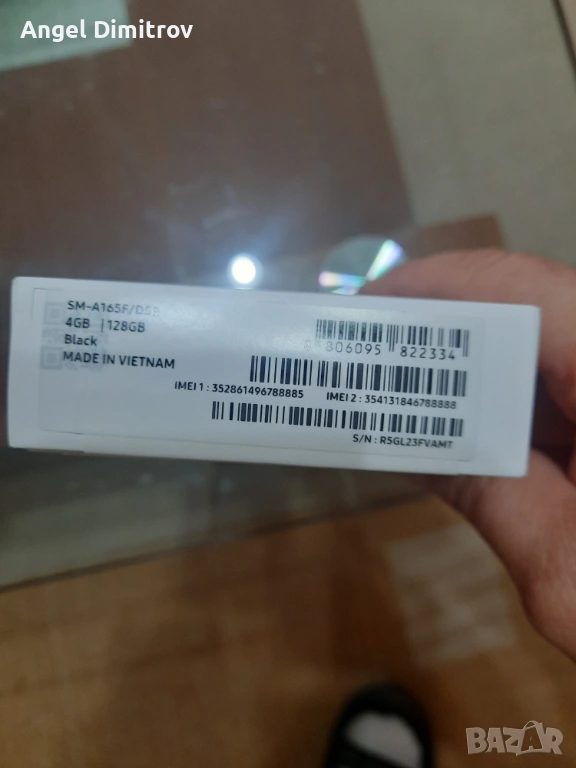 Angel Dimitrov
SM-A165F/DSB
4GB | 128GB
Black
MADE IN VIETNAM
8 806095 822334
IMEI 1 : 352861496788885 IMEI 2 : 354131846788888
S/N : R5GL23FVAMT
BAZAR